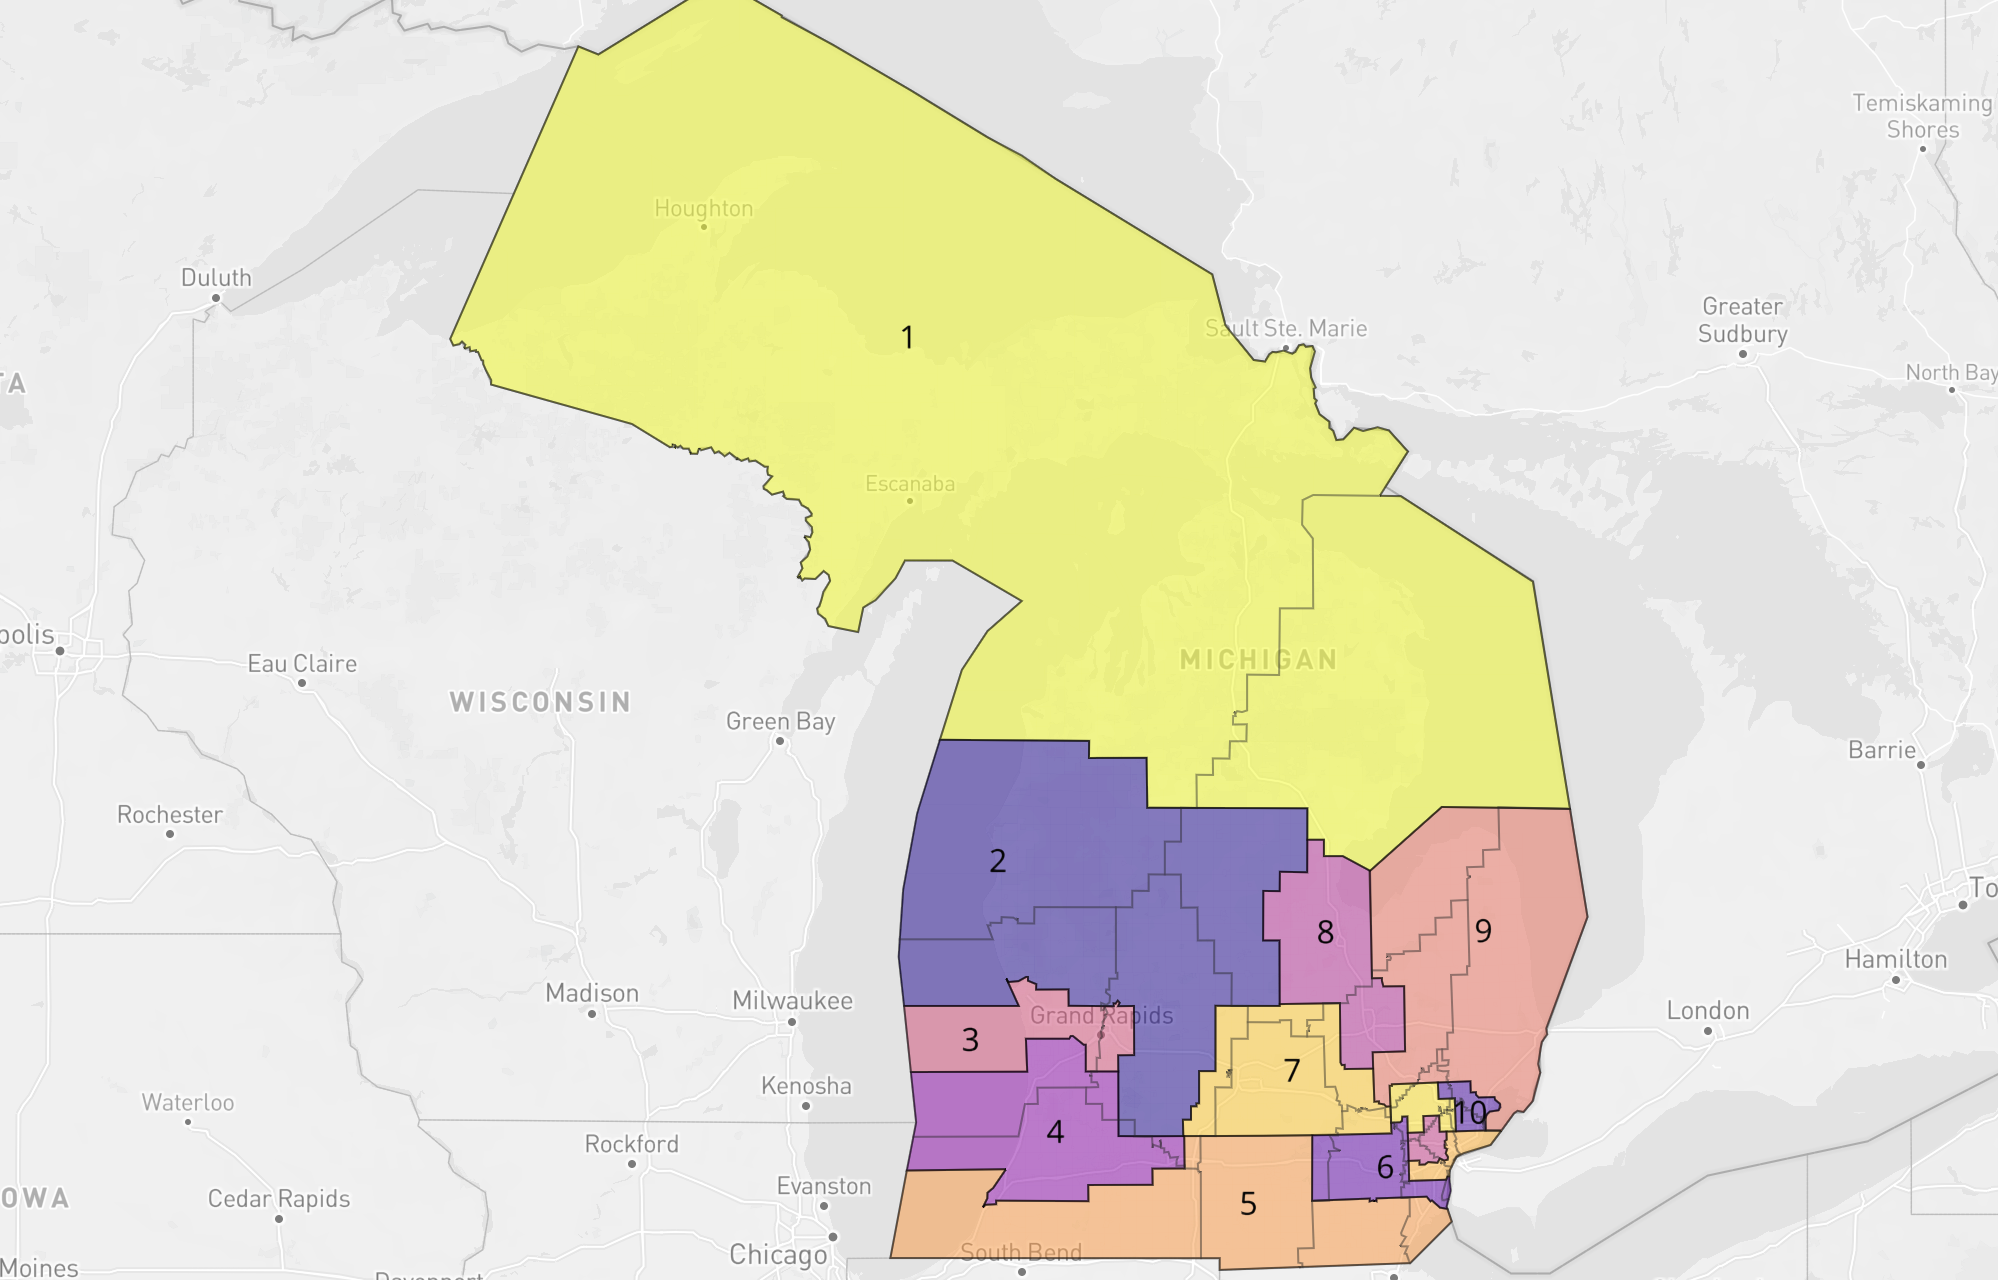 Temiskaming
Shores
Houghton
Duluth
Greater
Sudbury
1
Sault Ste. Marie
TA
North Bay
Escanaba
polis
Eau Claire
MICHIGAN
WISCONSIN
Green Bay
Barrie
Rochester
2
To
8
9
Hamilton
Madison
Milwaukee
London
Grand Rapids
3
7
Kenosha
Waterloo
10
4
Rockford
6
OWA
Cedar Rapids
Evanston
5
Chicago
South Bend
Moines
Davenport